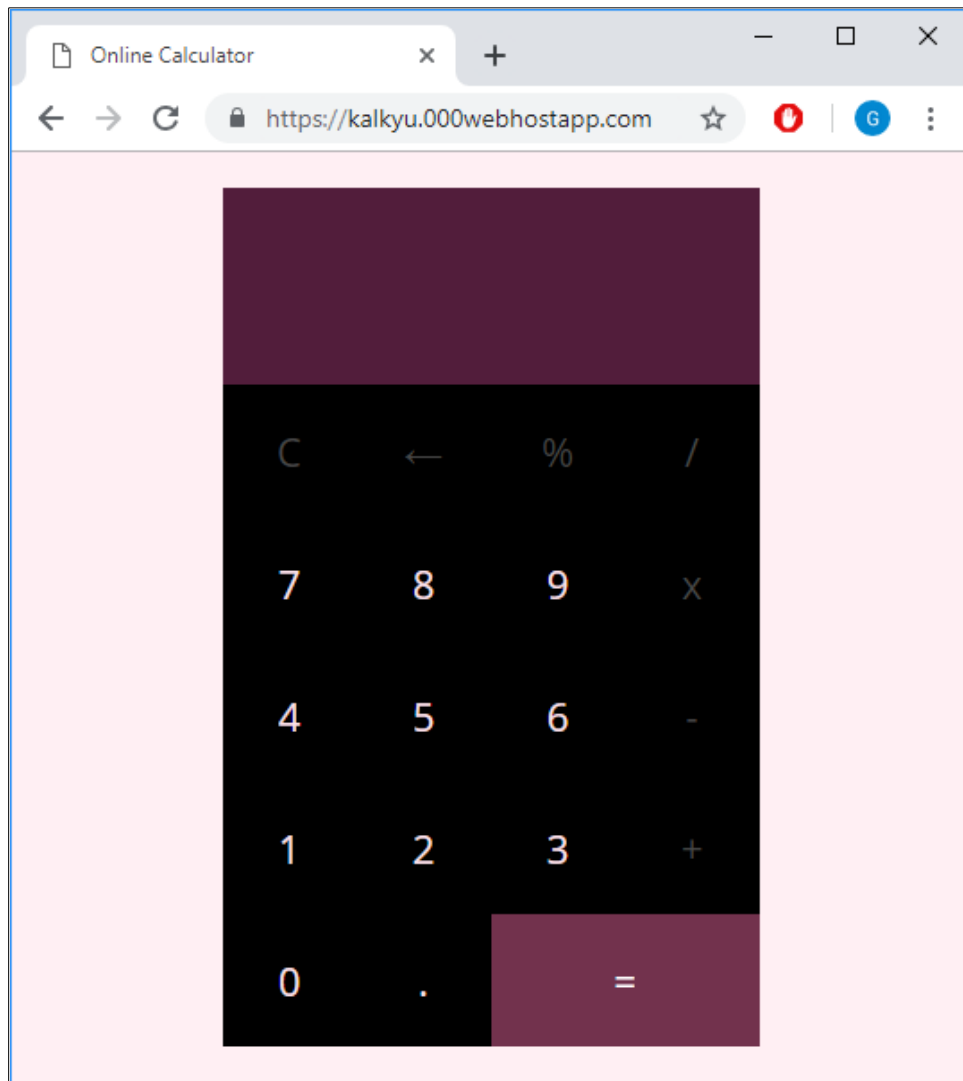 Online Calculator
https://kalkyu.000webhostapp.com
G
C ← % /
7 8 9 x
4 5 6 -
1 2 3 +
0 . =